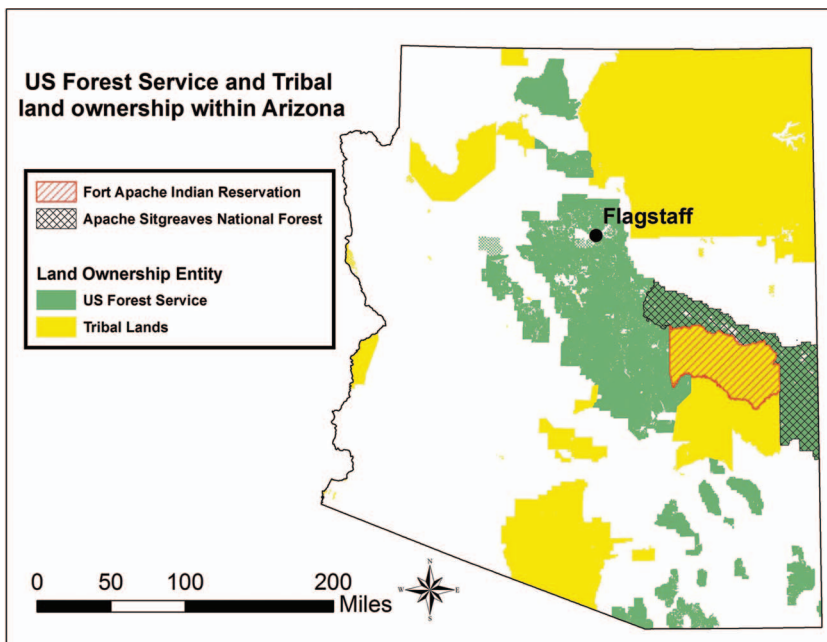 US Forest Service and Tribal
land ownership within Arizona
Fort Apache Indian Reservation
Apache Sitgreaves National Forest
Land Ownership Entity
US Forest Service
Tribal Lands
Flagstaff
0 50 100 200
Miles
N
W E
S